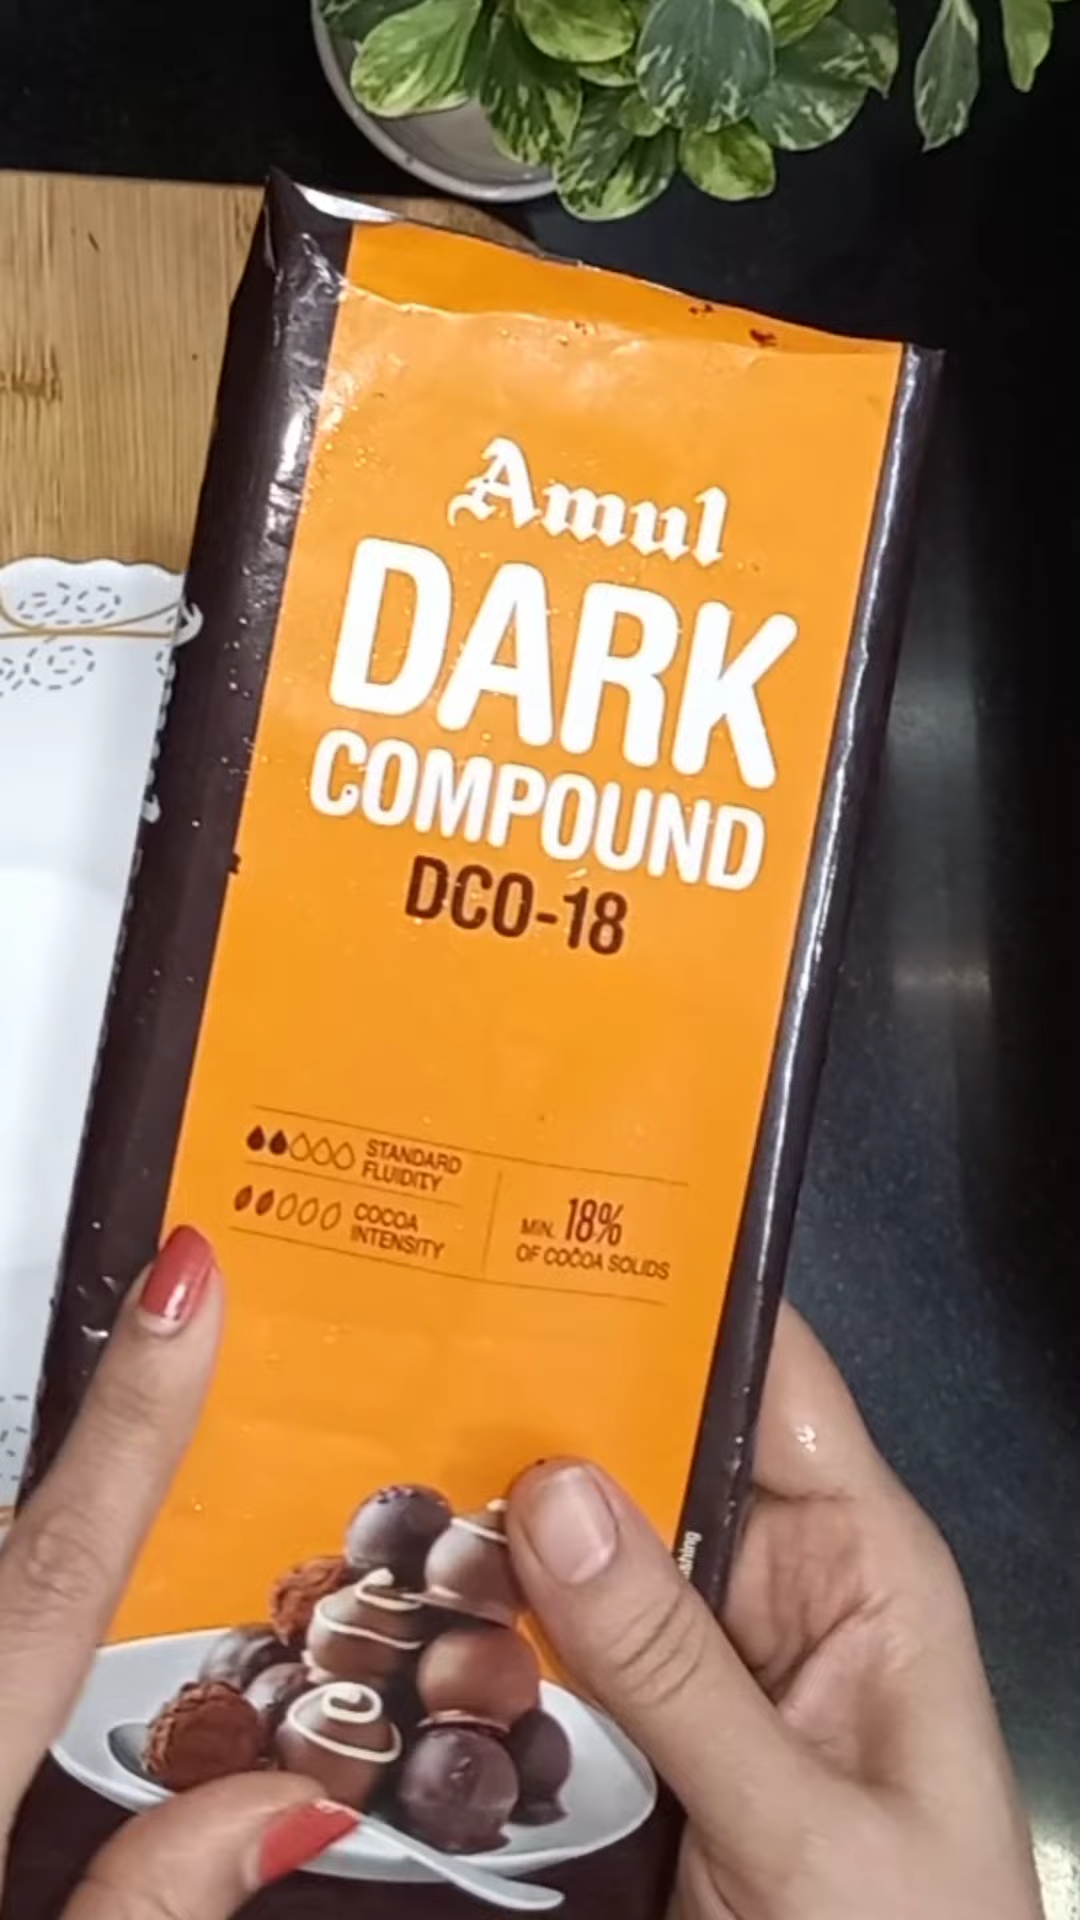 Amul
DARK
COMPOUND
DCO-18
STANDARD
FLUIDITY
COCOA
INTENSITY
MIN. 18%
OF COCOA SOLIDS